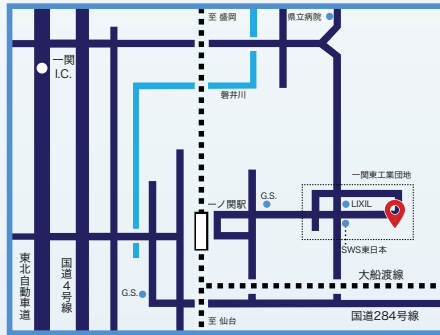 至 盛岡
県立病院
一関
I.C.
磐井川
一関東工業団地
一ノ関駅
G.S.
LIXIL
SWS東日本
東北自動車道
国道4号線
大船渡線
G.S.
国道284号線
至 仙台